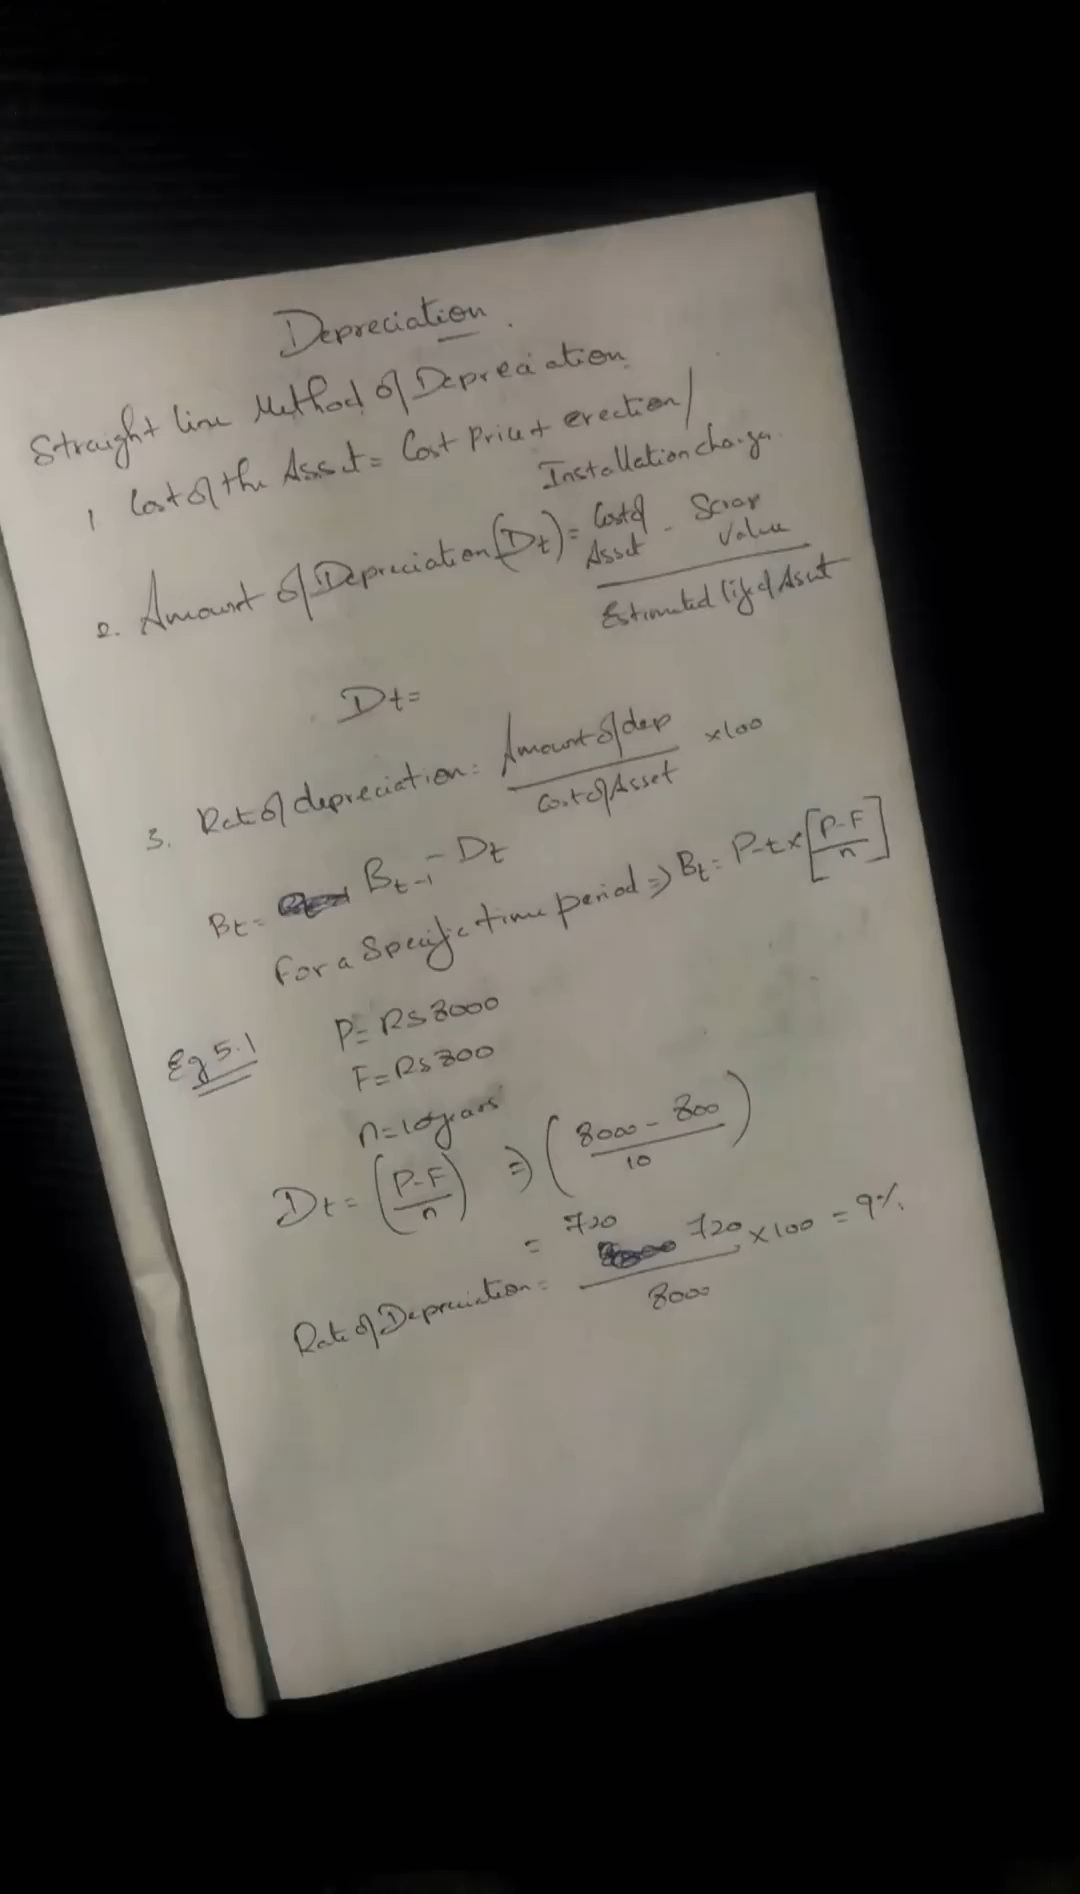 Depreciation
Straight line Method of Depreciation
1 Cost of the Asset = Cost Price + erection/
Installation charges
2. Amount of Depreciation (Dt) = Cost of Asset - Scrap Value
Estimated life of Asset
Dt =
3. Rate of depreciation = Amount of dep x100
Cost of Asset
Bt = Bt-1 - Dt
For a Specific time period => Bt = P-t x [P-F
n]
Eg 5.1
P= RS 8000
F= RS 800
n=10years
Dt = (P-F
n) => (8000 - 800
10)
= 720
Rate of Depreciation = 720 x 100 = 9%
8000